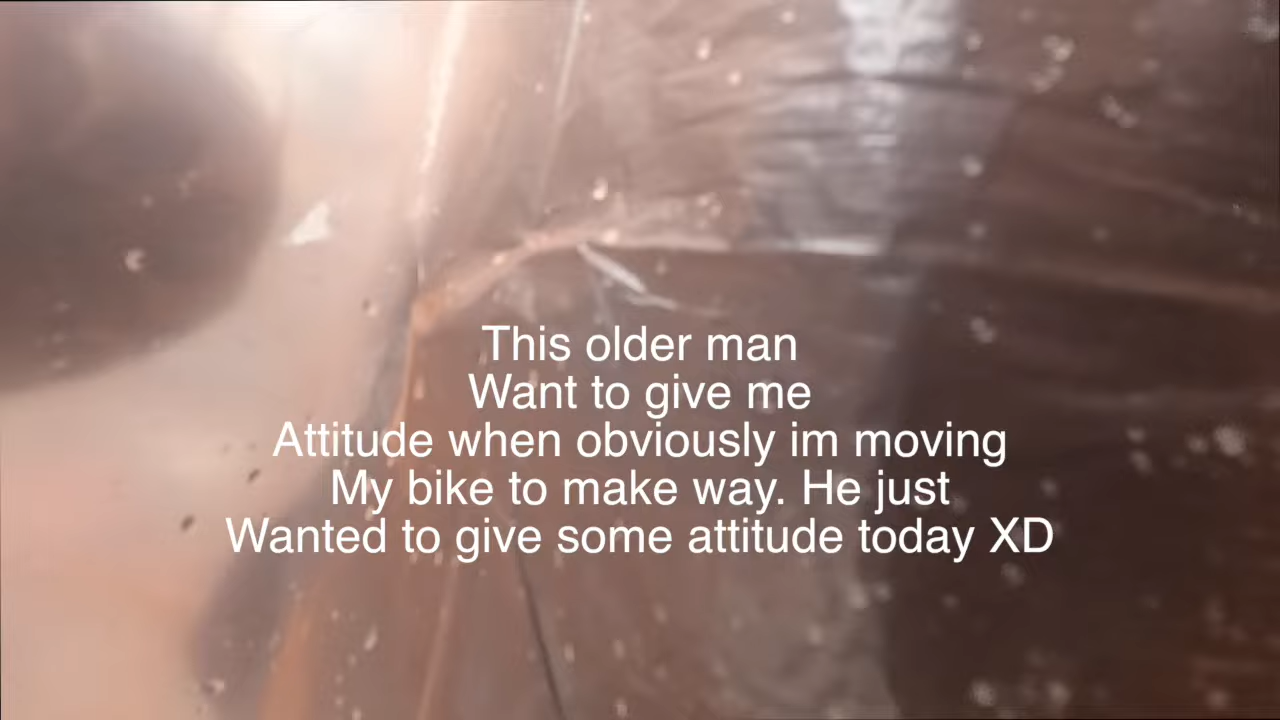 This older man
Want to give me
Attitude when obviously im moving
My bike to make way. He just
Wanted to give some attitude today XD